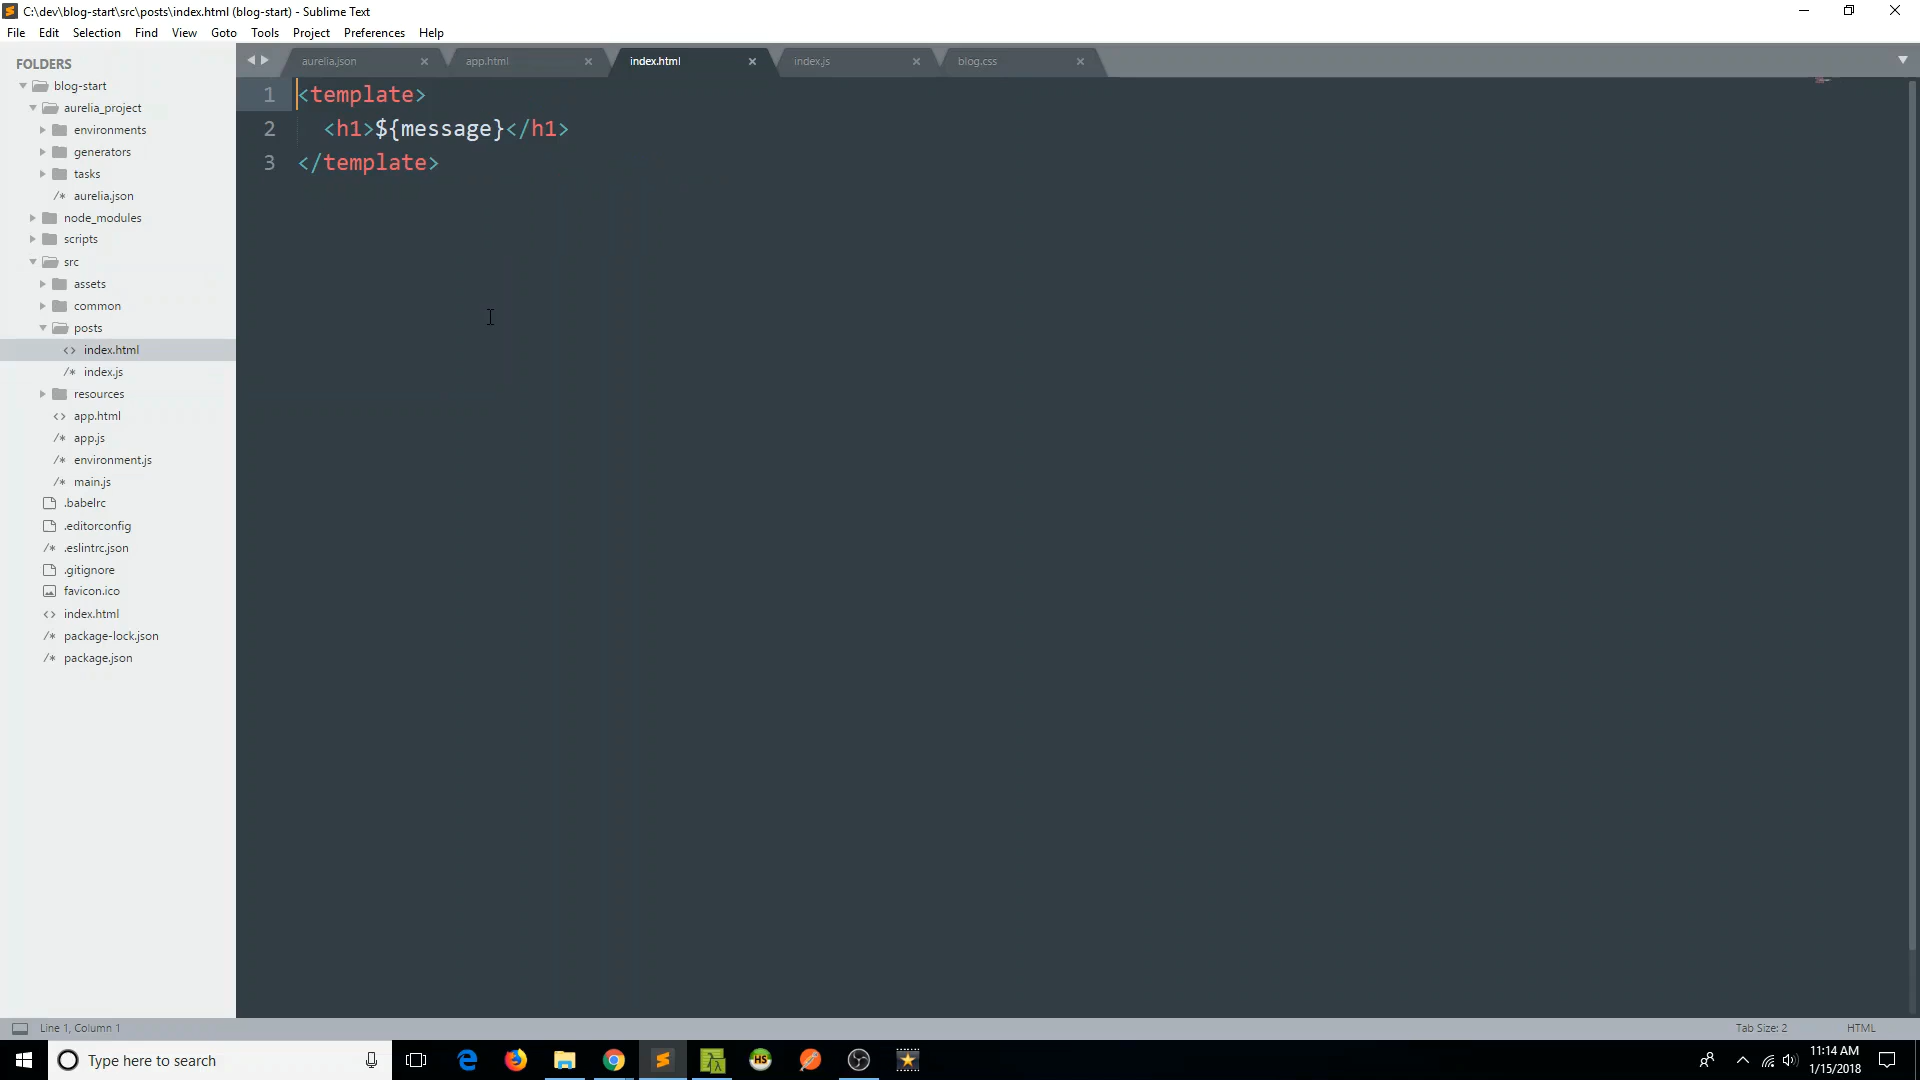 C:\dev\blog-start\src\posts\index.html (blog-start) - Sublime Text
File Edit Selection Find View Goto Tools Project Preferences Help
FOLDERS
blog-start
aurelia_project
environments
generators
tasks
/* aurelia.json
node_modules
scripts
src
assets
common
posts
<> index.html
/* index.js
resources
<> app.html
/* app.js
/* environment.js
/* main.js
.babelrc
.editorconfig
/* .eslintrc.json
.gitignore
favicon.ico
<> index.html
/* package-lock.json
/* package.json
aurelia.json app.html index.html index.js blog.css
1 <template>
2 <h1>${message}</h1>
3 </template>
Line 1, Column 1 Tab Size: 2 HTML
Type here to search
HS
11:14 AM
1/15/2018